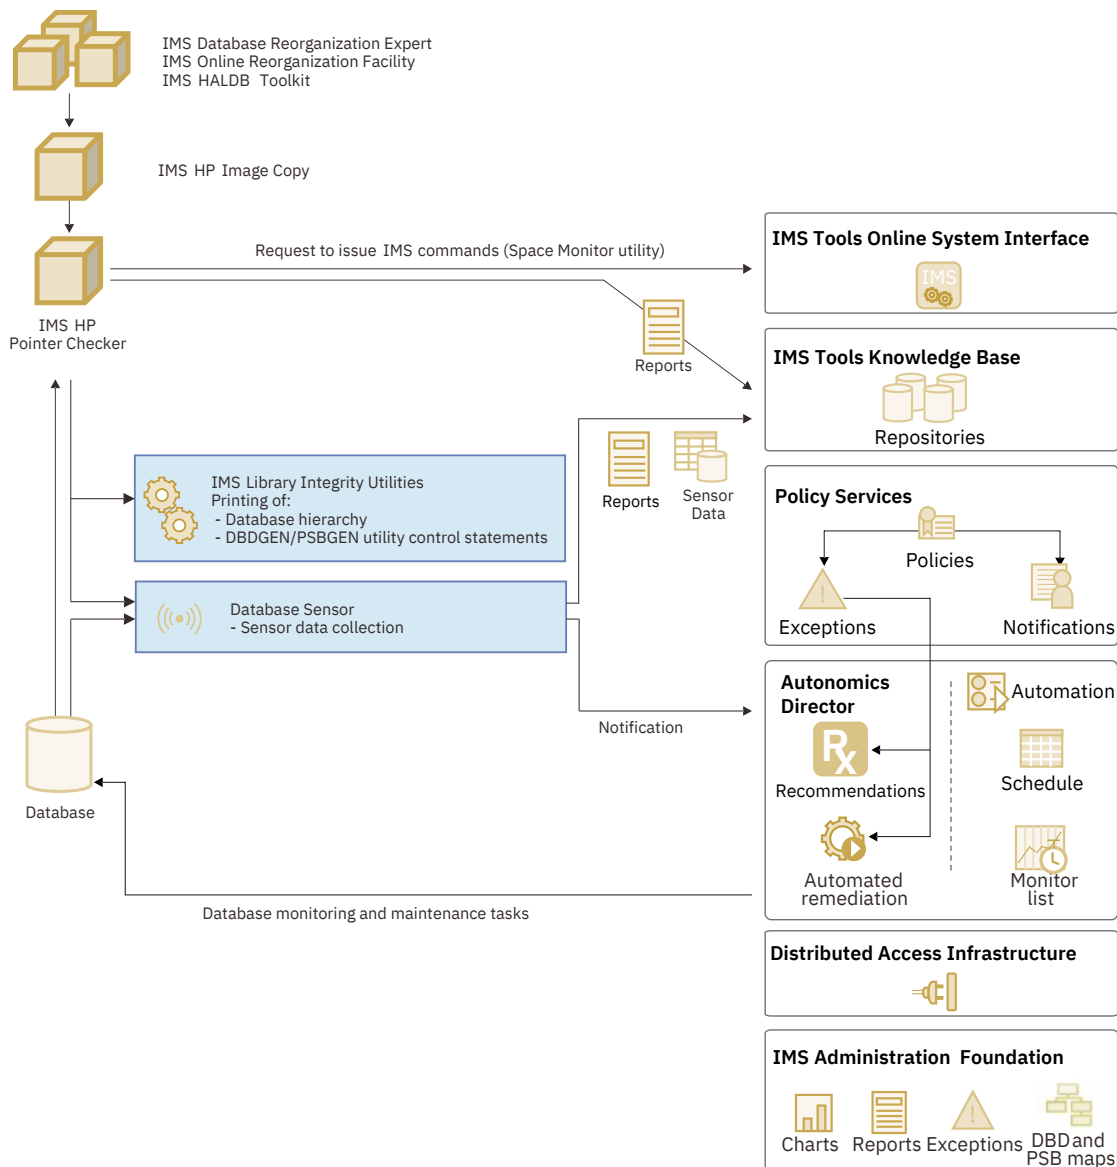 IMS Database Reorganization Expert
IMS Online Reorganization Facility
IMS HALDB Toolkit
IMS HP Image Copy
IMS HP
Pointer Checker
Request to issue IMS commands (Space Monitor utility)
Reports
IMS Tools Online System Interface
IMS
IMS Tools Knowledge Base
Repositories
IMS Library Integrity Utilities
Printing of:
- Database hierarchy
- DBDGEN/PSBGEN utility control statements
Reports
Sensor
Data
Database Sensor
- Sensor data collection
Policy Services
Policies
!
Exceptions
Notifications
Notification
Autonomics
Director
Automation
Rx
Recommendations
Schedule
Automated
remediation
Monitor
list
Database
Database monitoring and maintenance tasks
Distributed Access Infrastructure
IMS Administration Foundation
!
Charts
Reports
Exceptions
DBD and
PSB maps